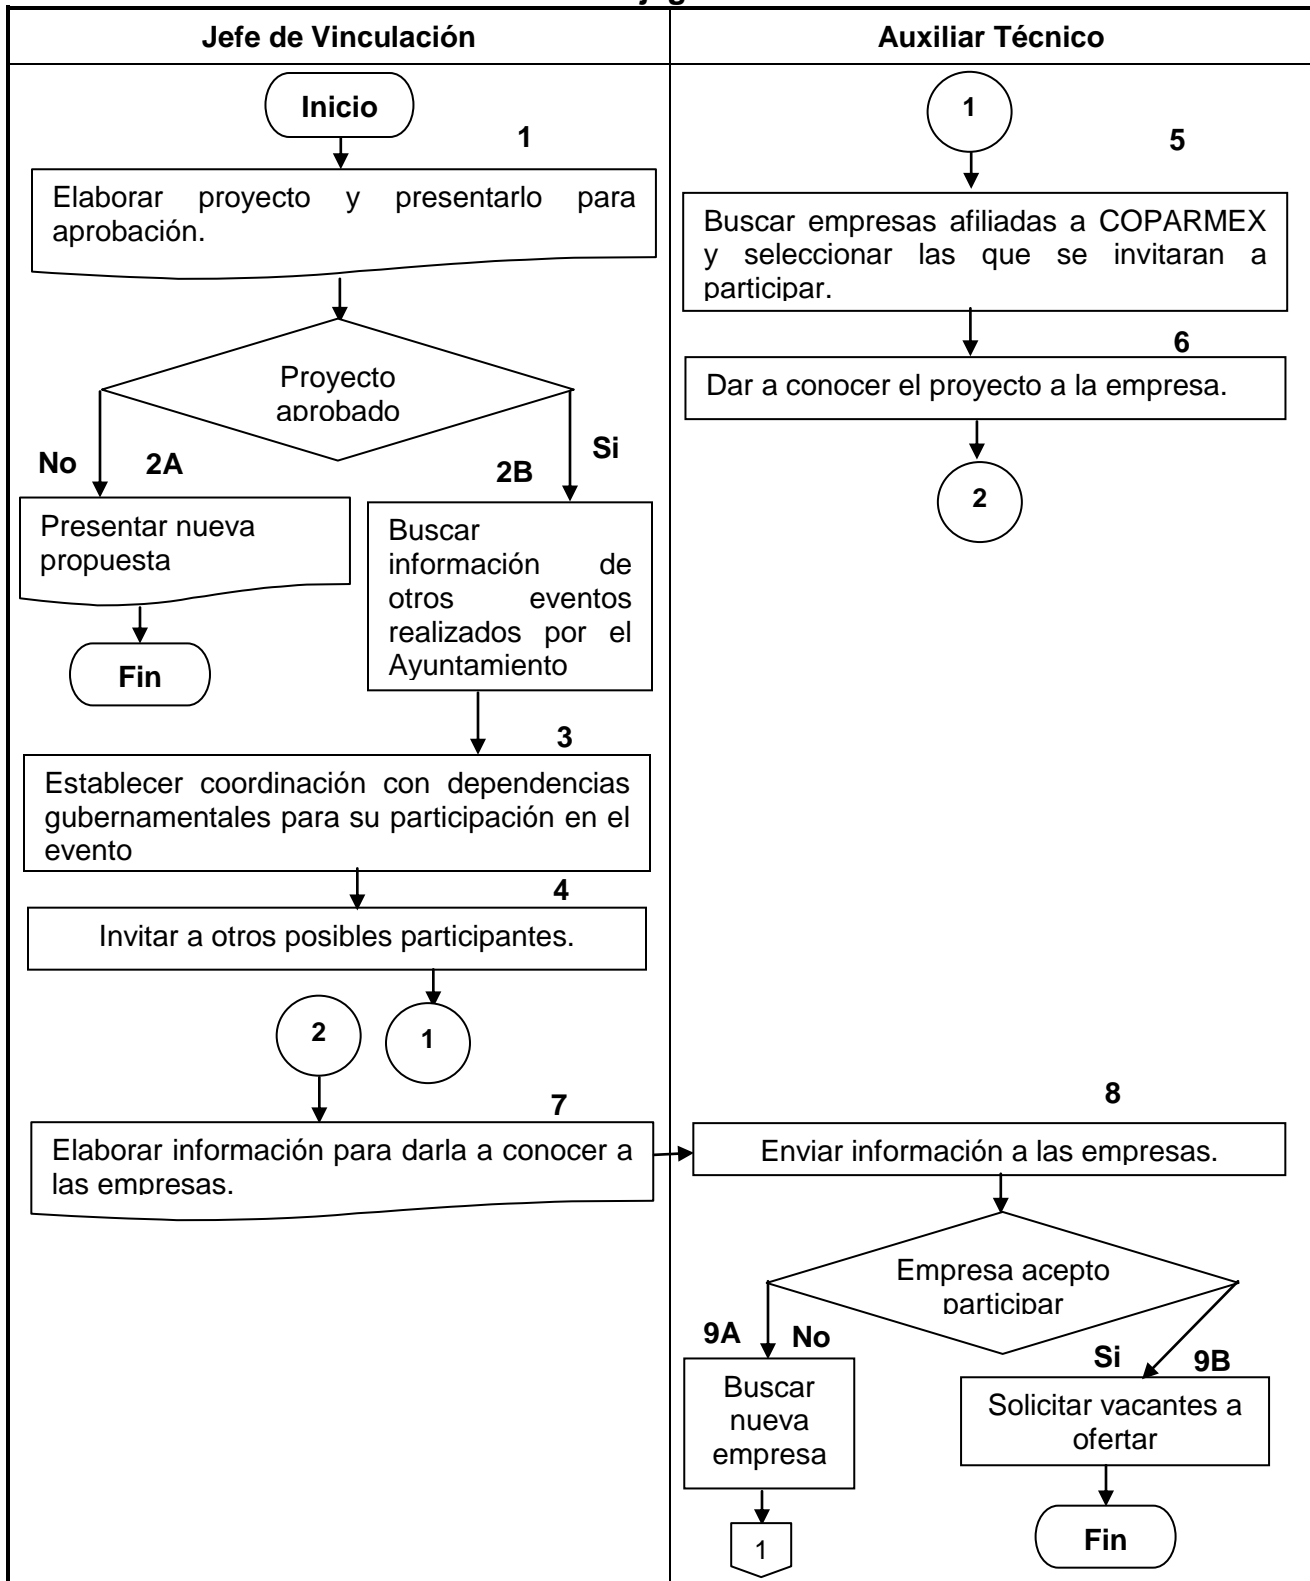 Jefe de Vinculación
Auxiliar Técnico
Inicio
1
Elaborar proyecto y presentarlo para
aprobación.
Proyecto
aprobado
No
2A
Si
2B
Presentar nueva
propuesta
Fin
Buscar
información de
otros eventos
realizados por el
Ayuntamiento
3
Establecer coordinación con dependencias
gubernamentales para su participación en el
evento
4
Invitar a otros posibles participantes.
2
1
7
Elaborar información para darla a conocer a
las empresas.
1
5
Buscar empresas afiliadas a COPARMEX
y seleccionar las que se invitaran a
participar.
6
Dar a conocer el proyecto a la empresa.
2
8
Enviar información a las empresas.
Empresa acepto
participar
9A
No
Si
9B
Buscar
nueva
empresa
1
Solicitar vacantes a
ofertar
Fin